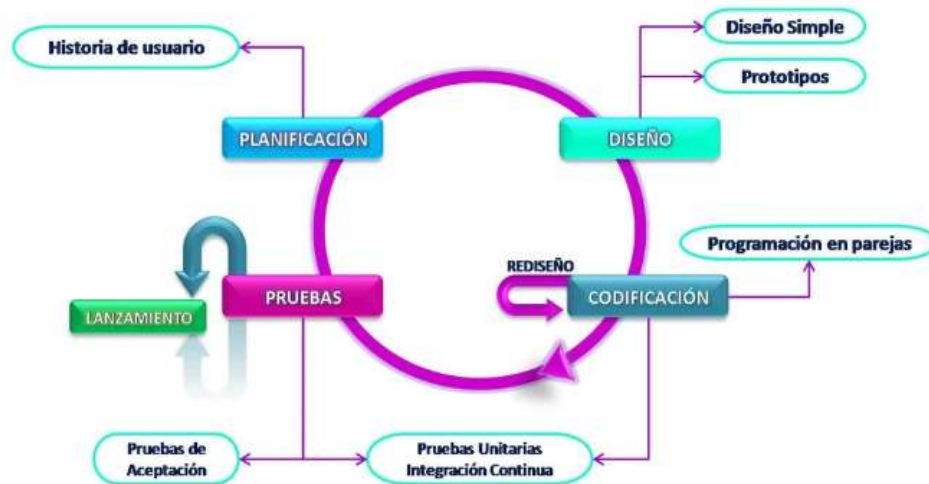 Historia de usuario
Diseño Simple
Prototipos
PLANIFICACIÓN
DISEÑO
Programación en parejas
REDISEÑO
PRUEBAS
CODIFICACIÓN
LANZAMIENTO
Pruebas de
Aceptación
Pruebas Unitarias
Integración Continua